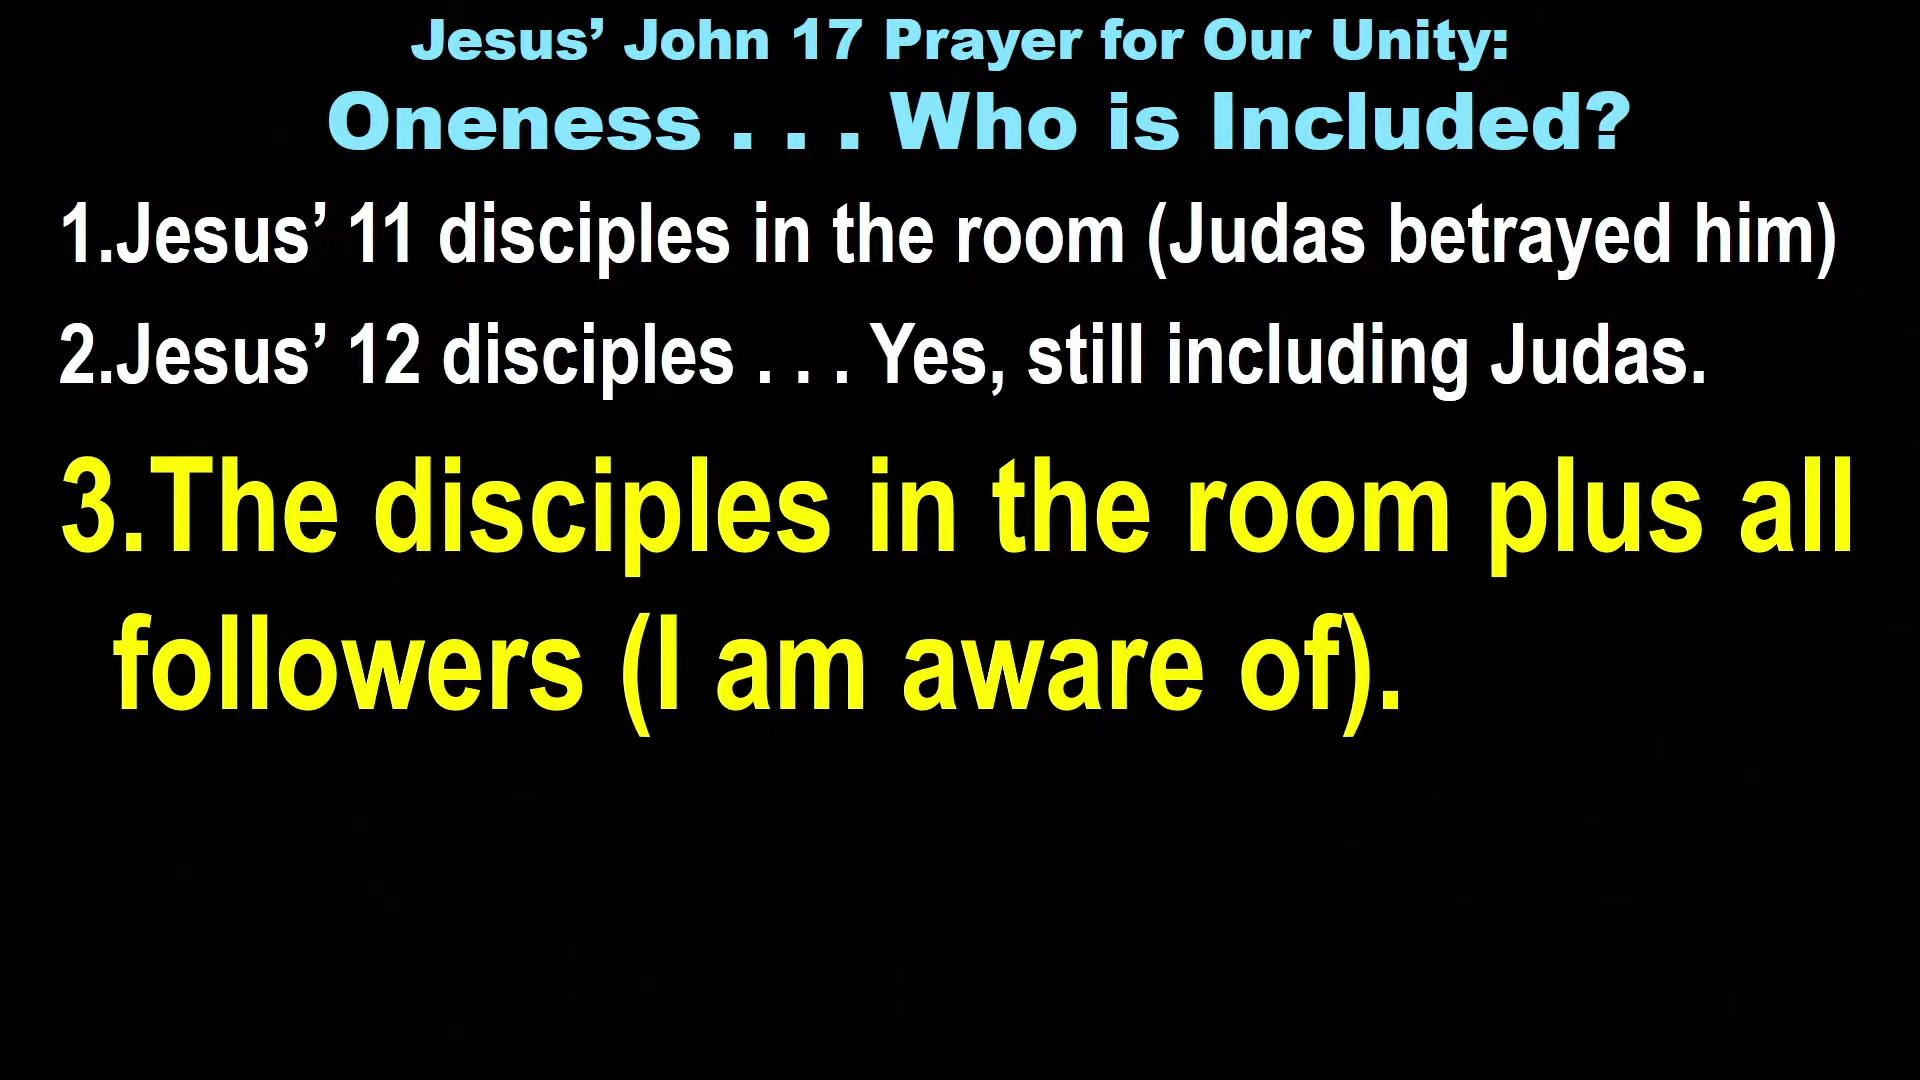 Jesus’ John 17 Prayer for Our Unity:
Oneness . . . Who is Included?
1.Jesus’ 11 disciples in the room (Judas betrayed him)
2.Jesus’ 12 disciples . . . Yes, still including Judas.
3.The disciples in the room plus all
followers (I am aware of).